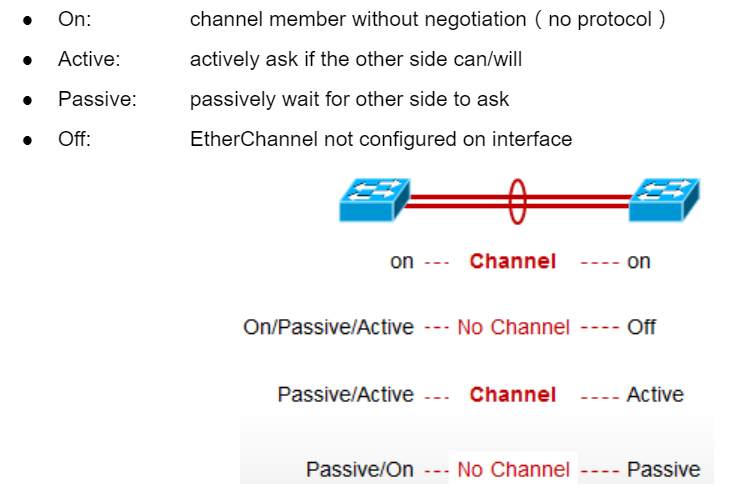 ● On: channel member without negotiation ( no protocol )
● Active: actively ask if the other side can/will
● Passive: passively wait for other side to ask
● Off: EtherChannel not configured on interface
on --- Channel ---- on
On/Passive/Active --- No Channel ---- Off
Passive/Active --- Channel ---- Active
Passive/On --- No Channel ---- Passive